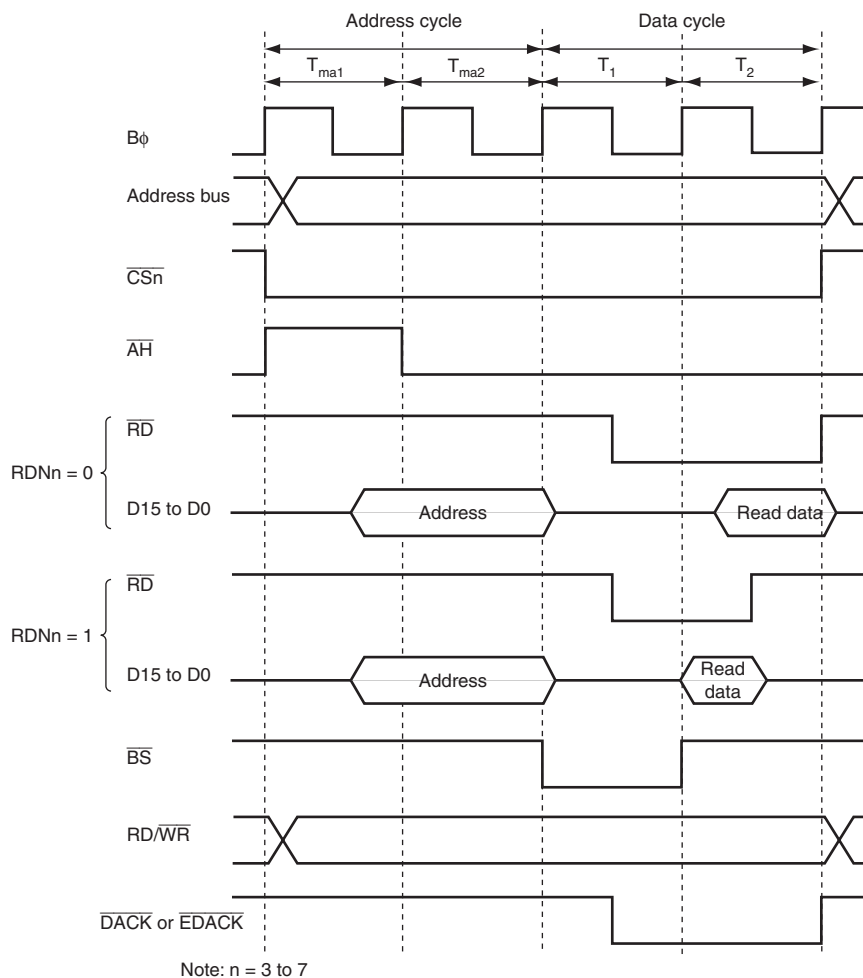 Address cycle Data cycle
Tma1 Tma2 T1 T2
Bφ
Address bus
CSn
AH
RD
RDNn = 0
D15 to D0 Address Read data
RD
RDNn = 1
D15 to D0 Address Read
data
BS
RD/WR
DACK or EDACK
Note: n = 3 to 7